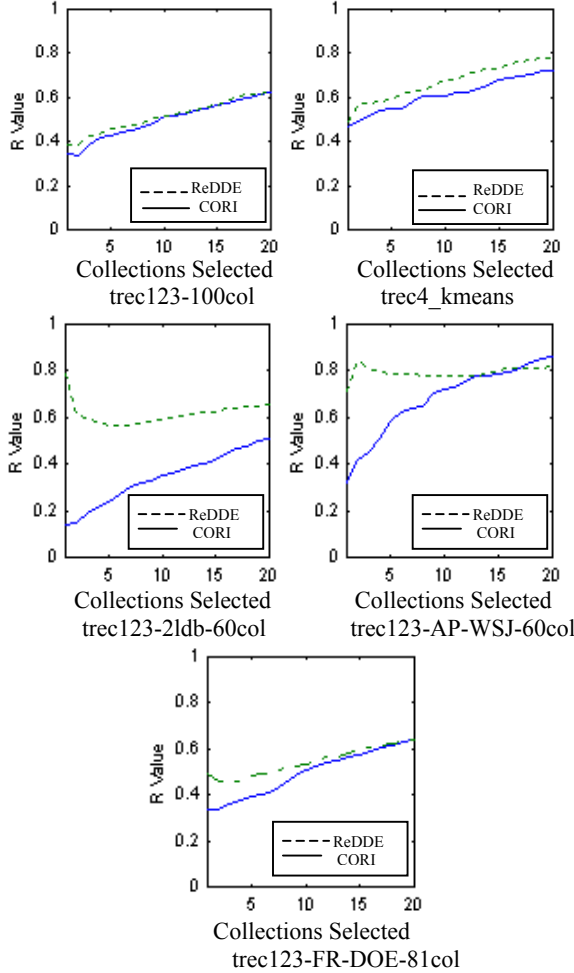 1
0.8
0.6
0.4
0.2
0
R Value
ReDDE
CORI
5 10 15 20
Collections Selected
trec123-100col
1
0.8
0.6
0.4
0.2
0
R Value
ReDDE
CORI
5 10 15 20
Collections Selected
trec4_kmeans
1
0.8
0.6
0.4
0.2
0
R Value
ReDDE
CORI
5 10 15 20
Collections Selected
trec123-2ldb-60col
1
0.8
0.6
0.4
0.2
0
R Value
ReDDE
CORI
5 10 15 20
Collections Selected
trec123-AP-WSJ-60col
1
0.8
0.6
0.4
0.2
0
R Value
ReDDE
CORI
5 10 15 20
Collections Selected
trec123-FR-DOE-81col